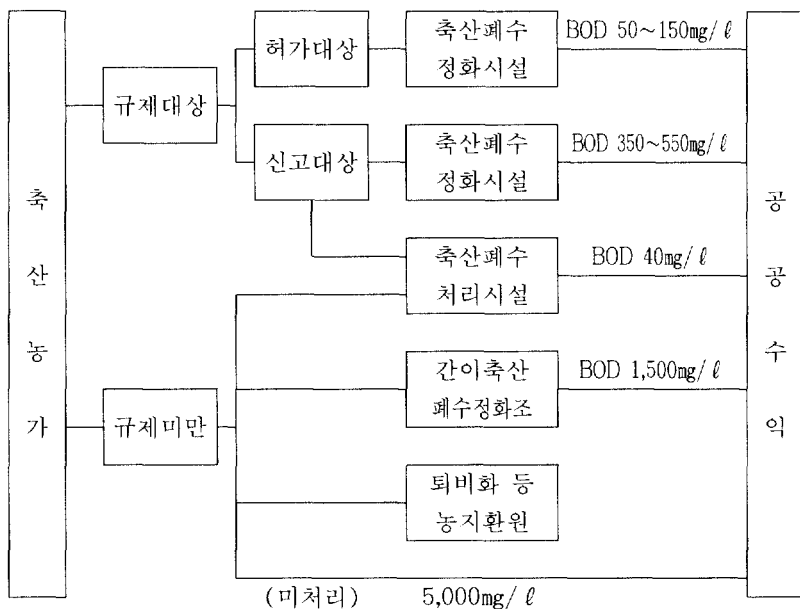 축산농가
규제대상
허가대상
축산폐수
정화시설
BOD 50~150㎎/ℓ
신고대상
축산폐수
정화시설
BOD 350~550㎎/ℓ
축산폐수
처리시설
BOD 40㎎/ℓ
규제미만
간이축산
폐수정화조
BOD 1,500㎎/ℓ
퇴비화 등
농지환원
(미처리) 5,000㎎/ℓ
공공수익